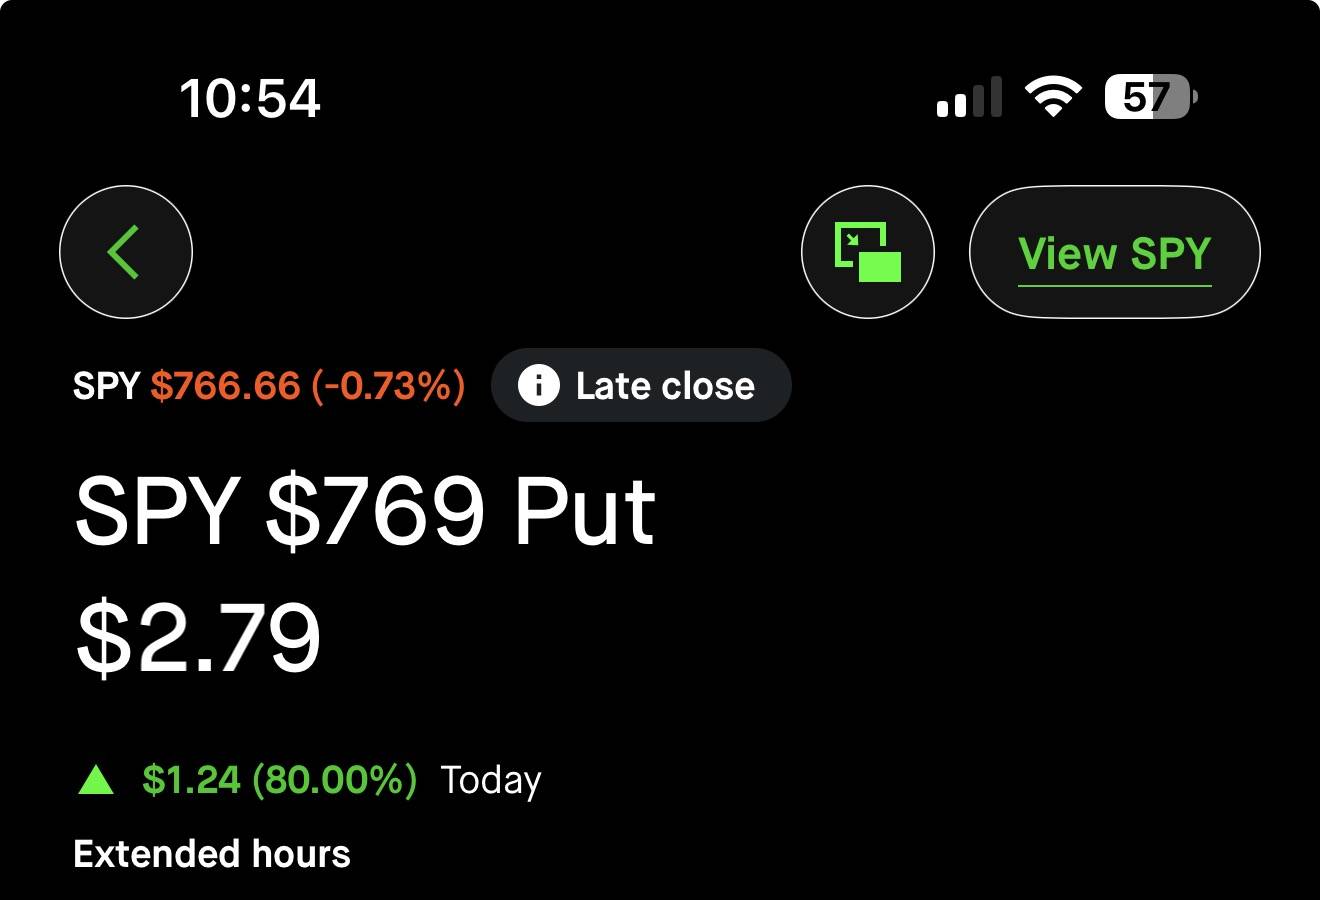 10:54 57
View SPY
SPY $766.66 (-0.73%) Late close
SPY $769 Put
$2.79
$1.24 (80.00%) Today
Extended hours